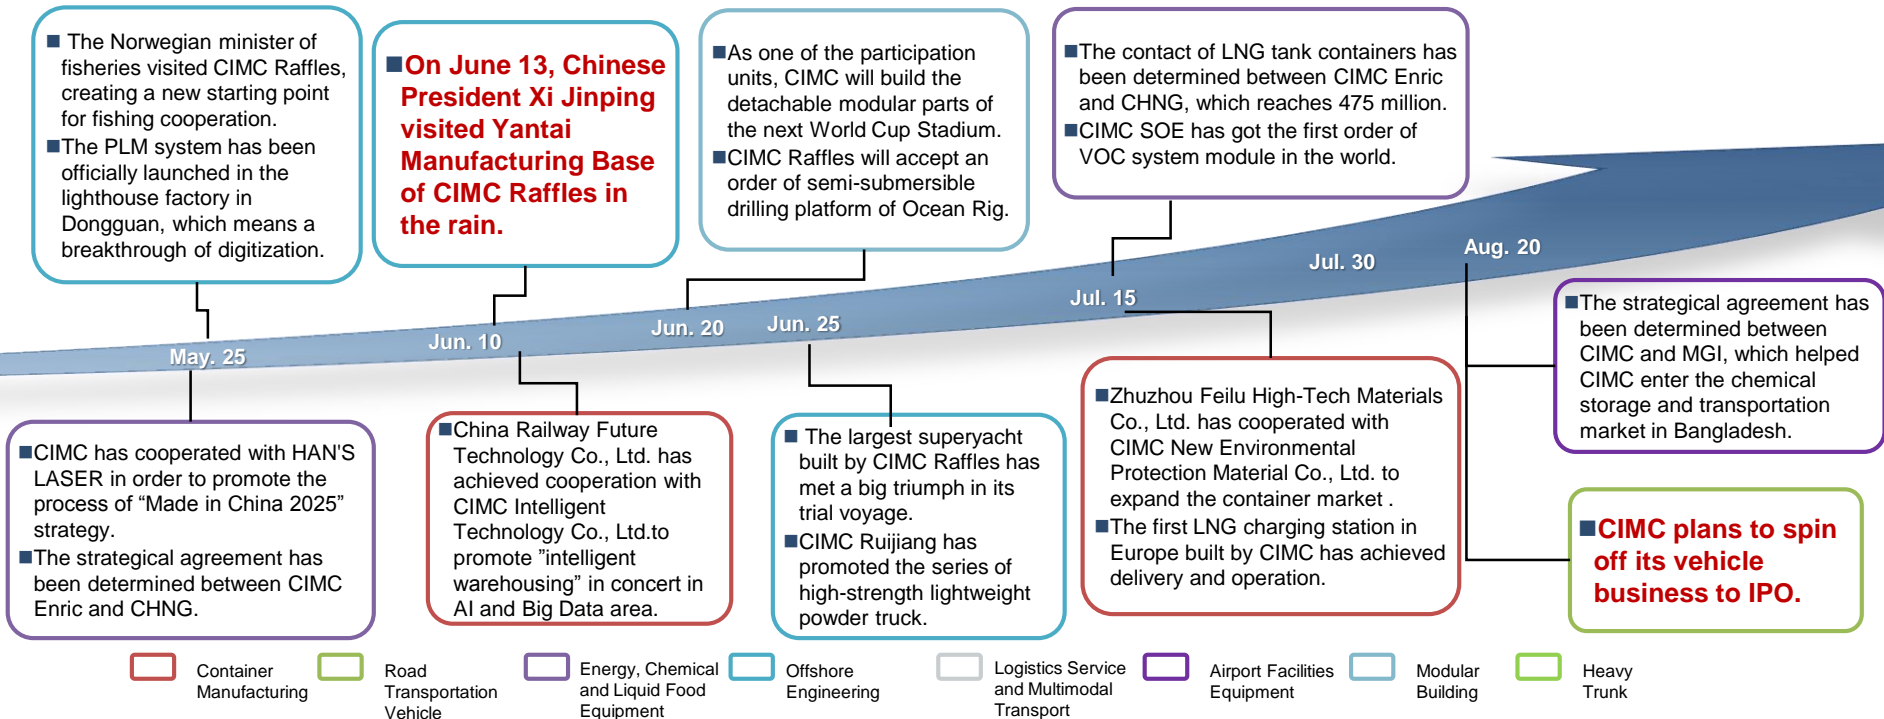 ■ The Norwegian minister of
fisheries visited CIMC Raffles,
creating a new starting point
for fishing cooperation.
■The PLM system has been
officially launched in the
lighthouse factory in
Dongguan, which means a
breakthrough of digitization.
■On June 13, Chinese
President Xi Jinping
visited Yantai
Manufacturing Base
of CIMC Raffles in
the rain.
■As one of the participation
units, CIMC will build the
detachable modular parts of
the next World Cup Stadium.
■CIMC Raffles will accept an
order of semi-submersible
drilling platform of Ocean Rig.
■The contact of LNG tank containers has
been determined between CIMC Enric
and CHNG, which reaches 475 million.
■CIMC SOE has got the first order of
VOC system module in the world.
May. 25
Jun. 10
Jun. 20
Jun. 25
Jul. 15
Jul. 30
Aug. 20
■CIMC has cooperated with HAN'S
LASER in order to promote the
process of “Made in China 2025”
strategy.
■The strategical agreement has
been determined between CIMC
Enric and CHNG.
■China Railway Future
Technology Co., Ltd. has
achieved cooperation with
CIMC Intelligent
Technology Co., Ltd.to
promote ”intelligent
warehousing” in concert in
AI and Big Data area.
■ The largest superyacht
built by CIMC Raffles has
met a big triumph in its
trial voyage.
■CIMC Ruijiang has
promoted the series of
high-strength lightweight
powder truck.
■Zhuzhou Feilu High-Tech Materials
Co., Ltd. has cooperated with
CIMC New Environmental
Protection Material Co., Ltd. to
expand the container market .
■The first LNG charging station in
Europe built by CIMC has achieved
delivery and operation.
■The strategical agreement has
been determined between
CIMC and MGI, which helped
CIMC enter the chemical
storage and transportation
market in Bangladesh.
■CIMC plans to spin
off its vehicle
business to IPO.
Container
Manufacturing
Road
Transportation
Vehicle
Energy, Chemical
and Liquid Food
Equipment
Offshore
Engineering
Logistics Service
and Multimodal
Transport
Airport Facilities
Equipment
Modular
Building
Heavy
Trunk